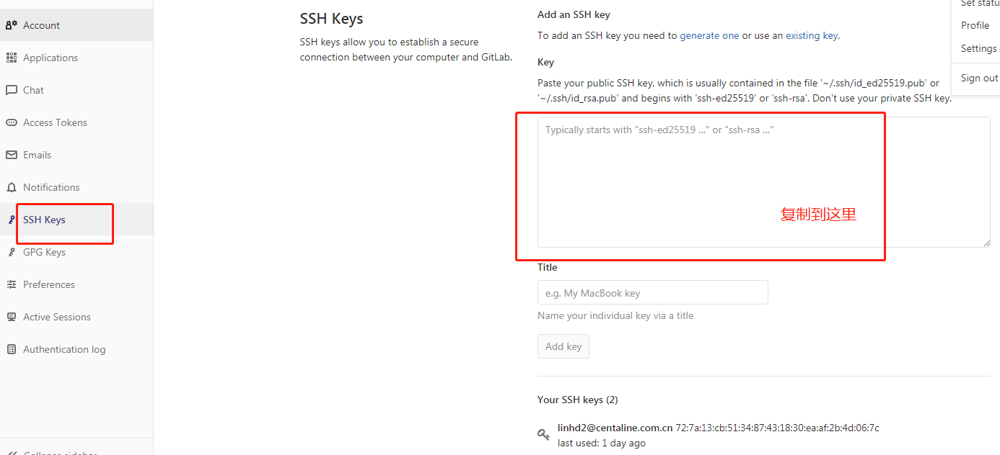 Account
Applications
Chat
Access Tokens
Emails
Notifications
SSH Keys
GPG Keys
Preferences
Active Sessions
Authentication log
Collapse sidebar
SSH Keys
SSH keys allow you to establish a secure
connection between your computer and GitLab.
Add an SSH key
To add an SSH key you need to generate one or use an existing key.
Key
Paste your public SSH key, which is usually contained in the file '~/.ssh/id_ed25519.pub' or
'~/.ssh/id_rsa.pub' and begins with 'ssh-ed25519' or 'ssh-rsa'. Don't use your private SSH key.
Typically starts with "ssh-ed25519 ..." or "ssh-rsa ..."
复制到这里
Title
e.g. My MacBook key
Name your individual key via a title
Add key
Your SSH keys (2)
linhd2@centaline.com.cn 72:7a:13:cb:51:34:87:43:18:30:ea:af:2b:4d:06:7c
last used: 1 day ago
Set statu
Profile
Settings
Sign out